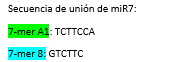 Secuencia de unión de miR7:
7-mer A1: TCTTCCA
7-mer 8: GTCTTC